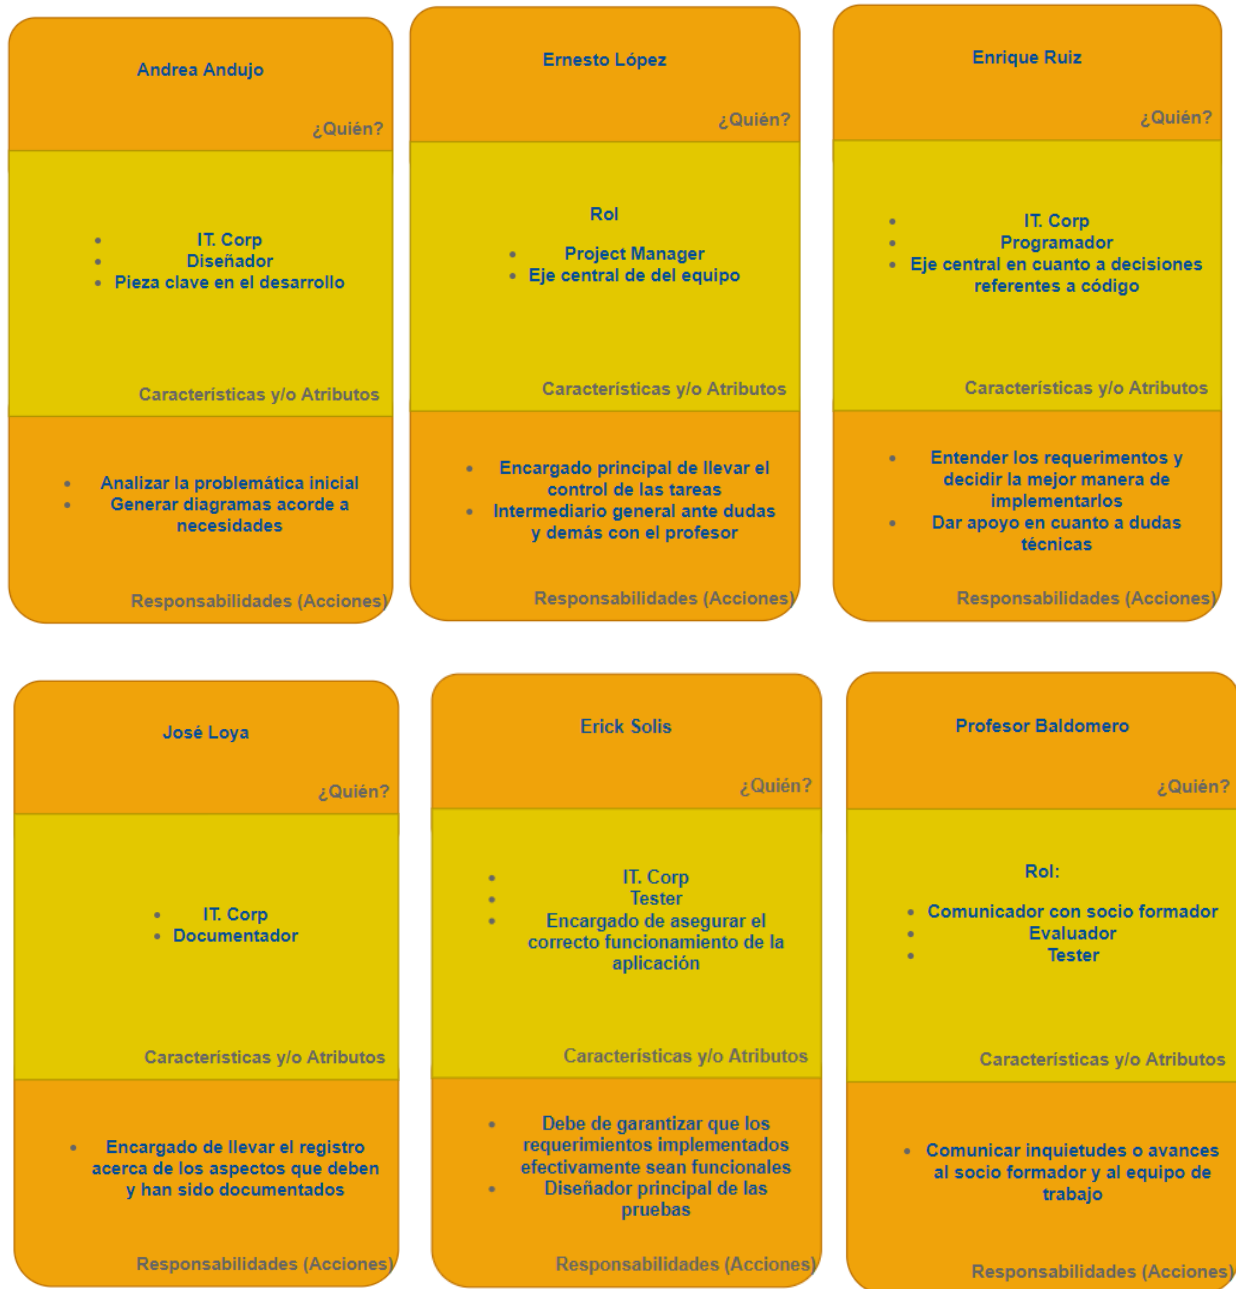 Andrea Andujo
¿Quién?
• IT. Corp
• Diseñador
• Pieza clave en el desarrollo
Características y/o Atributos
• Analizar la problemática inicial
• Generar diagramas acorde a
necesidades
Responsabilidades (Acciones)
Ernesto López
¿Quién?
Rol
• Project Manager
• Eje central de del equipo
Características y/o Atributos
• Encargado principal de llevar el
control de las tareas
• Intermediario general ante dudas
y demás con el profesor
Responsabilidades (Acciones)
Enrique Ruiz
¿Quién?
• IT. Corp
• Programador
• Eje central en cuanto a decisiones
referentes a código
Características y/o Atributos
• Entender los requerimentos y
decidir la mejor manera de
implementarlos
• Dar apoyo en cuanto a dudas
técnicas
Responsabilidades (Acciones)
José Loya
¿Quién?
• IT. Corp
• Documentador
Características y/o Atributos
• Encargado de llevar el registro
acerca de los aspectos que deben
y han sido documentados
Responsabilidades (Acciones)
Erick Solis
¿Quién?
• IT. Corp
• Tester
• Encargado de asegurar el
correcto funcionamiento de la
aplicación
Características y/o Atributos
• Debe de garantizar que los
requerimientos implementados
efectivamente sean funcionales
• Diseñador principal de las
pruebas
Responsabilidades (Acciones)
Profesor Baldomero
¿Quién?
Rol:
• Comunicador con socio formador
• Evaluador
• Tester
Características y/o Atributos
• Comunicar inquietudes o avances
al socio formador y al equipo de
trabajo
Responsabilidades (Acciones)